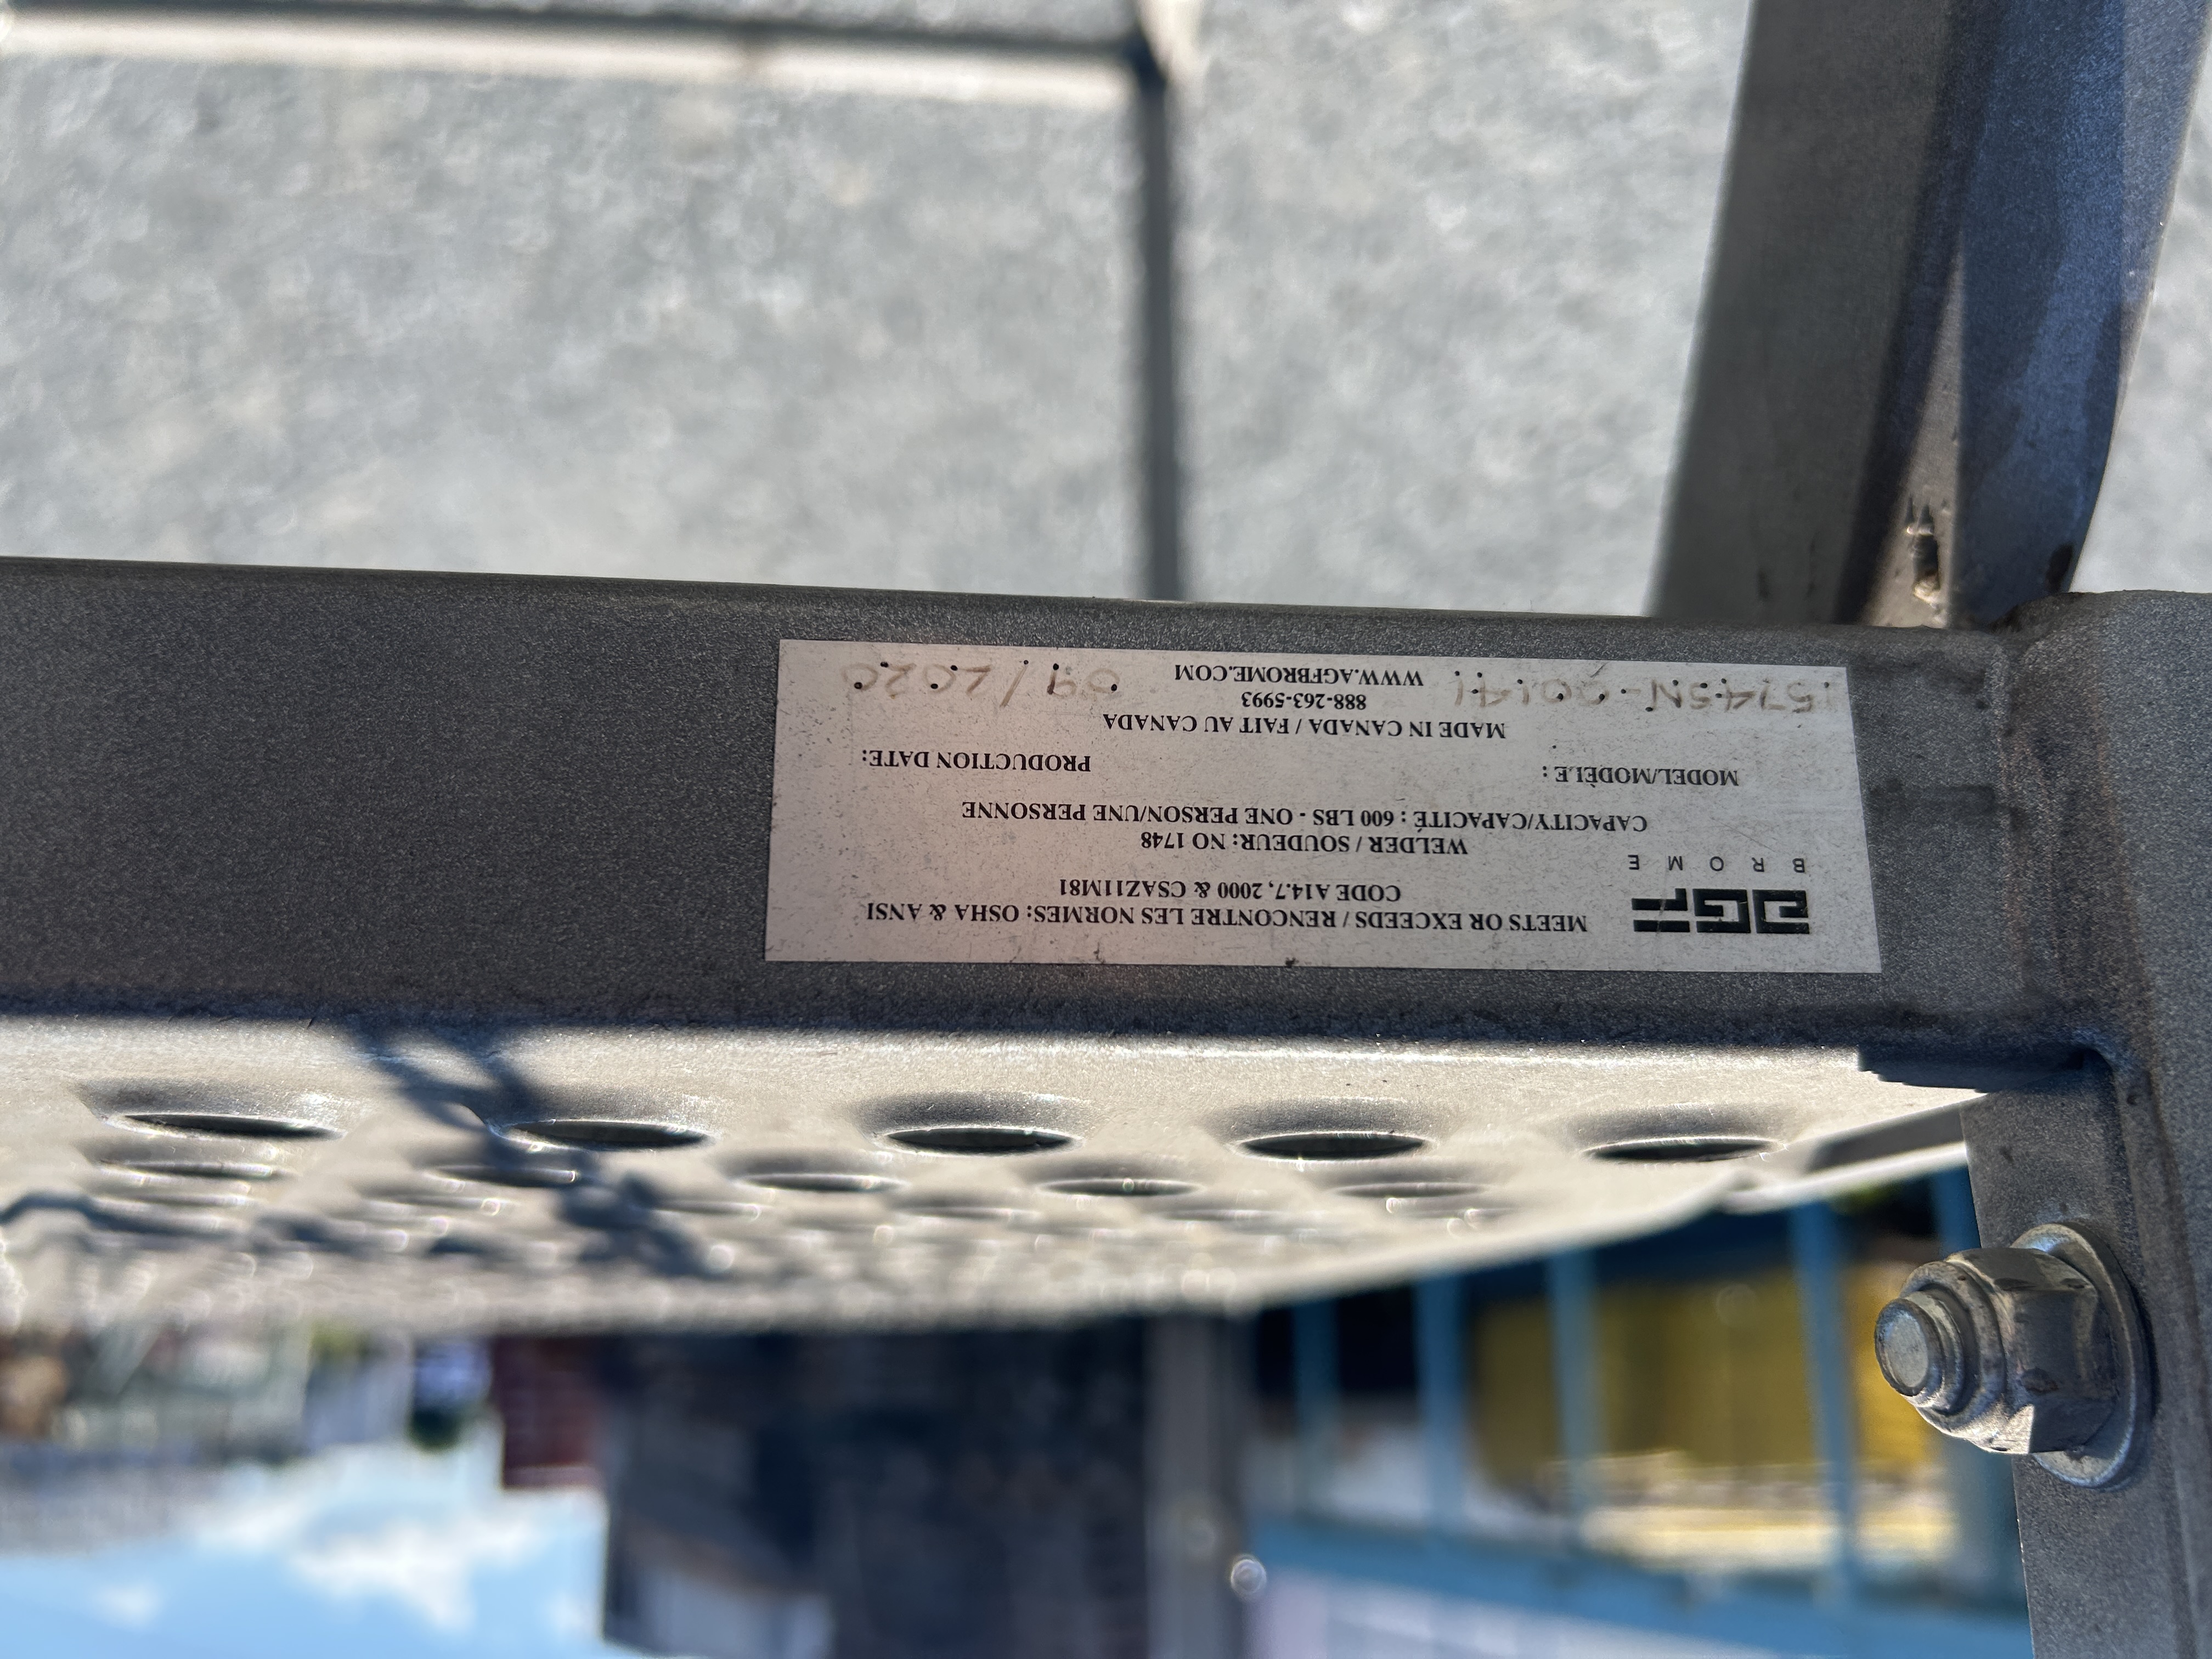 AGF
BROME
MEETS OR EXCEEDS / RENCONTRE LES NORMES: OSHA & ANSI
CODE A14.7, 2000 & CSAZ11M81
WELDER / SOUDEUR: NO 1748
CAPACITY/CAPACITÉ : 600 LBS - ONE PERSON/UNE PERSONNE
MODEL/MODÈLE : PRODUCTION DATE:
MADE IN CANADA / FAIT AU CANADA
888-263-5993
WWW.AGFBROME.COM
09/2020